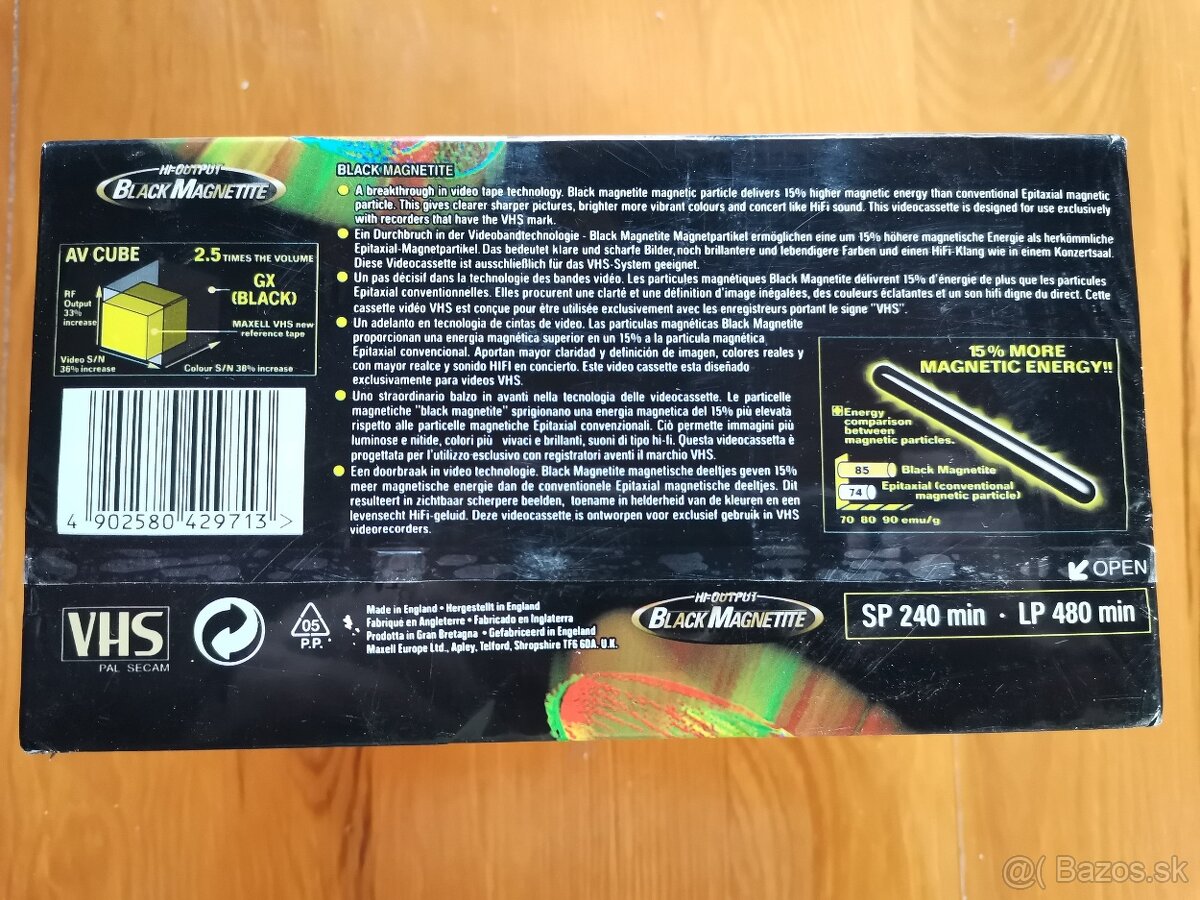 HI-OUTPUT
BLACK MAGNETITE
AV CUBE
2.5 TIMES THE VOLUME
GX
(BLACK)
RF
Output
33%
increase
MAXELL VHS new
reference tape
Video S/N
36% increase
Colour S/N 38% increase
4 902580 429713 >
BLACK MAGNETITE
A breakthrough in video tape technology. Black magnetite magnetic particle delivers 15% higher magnetic energy than conventional Epitaxial magnetic
particle. This gives clearer sharper pictures, brighter more vibrant colours and concert like HiFi sound. This videocassette is designed for use exclusively
with recorders that have the VHS mark.
Ein Durchbruch in der Videobandtechnologie - Black Magnetite Magnetpartikel ermöglichen eine um 15% höhere magnetische Energie als herkömmliche
Epitaxial-Magnetpartikel. Das bedeutet klare und scharfe Bilder, noch brillantere und lebendigere Farben und einen HiFi-Klang wie in einem Konzertsaal.
Diese Videocassette ist ausschließlich für das VHS-System geeignet.
Un pas décisif dans la technologie des bandes vidéo. Les particules magnétiques Black Magnetite délivrent 15% d'énergie de plus que les particules
Epitaxial conventionnelles. Elles procurent une clarté et une définition d'image inégalées, des couleurs éclatantes et un son hifi digne du direct. Cette
cassette vidéo VHS est conçue pour être utilisée exclusivement avec les enregistreurs portant le signe "VHS".
Un adelanto en tecnologia de cintas de video. Las particulas magnéticas Black Magnetite
proporcionan una energia magnética superior en un 15% a la particula magnética
Epitaxial convencional. Aportan mayor claridad y definición de imagen, colores reales y
con mayor realce y sonido HIFI en concierto. Este video cassette esta diseñado
exclusivamente para videos VHS.
Uno straordinario balzo in avanti nella tecnologia delle videocassette. Le particelle
magnetiche "black magnetite" sprigionano una energia magnetica del 15% più elevata
rispetto alle particelle magnetiche Epitaxial convenzionali. Ciò permette immagini più
luminose e nitide, colori più vivaci e brillanti, suoni di tipo hi-fi. Questa videocassetta è
progettata per l'utilizzo esclusivo con registratori aventi il marchio VHS.
Een doorbraak in video technologie. Black Magnetite magnetische deeltjes geven 15%
meer magnetische energie dan de conventionele Epitaxial magnetische deeltjes. Dit
resulteert in zichtbaar scherpere beelden, toename in helderheid van de kleuren en een
levensecht HiFi-geluid. Deze videocassette is ontworpen voor exclusief gebruik in VHS
videorecorders.
15% MORE
MAGNETIC ENERGY!!
Energy
comparison
between
magnetic particles.
85 Black Magnetite
74 Epitaxial (conventional
magnetic particle)
70 80 90 emu/g
OPEN
VHS
PAL SECAM
05
P.P.
Made in England • Hergestellt in England
Fabriqué en Angleterre • Fabricado en Inglaterra
Prodotta in Gran Bretagna • Gefabriceerd in England
Maxell Europe Ltd., Apley, Telford, Shropshire TF6 6DA. U.K.
HI-OUTPUT
BLACK MAGNETITE
SP 240 min · LP 480 min
@( Bazos.sk